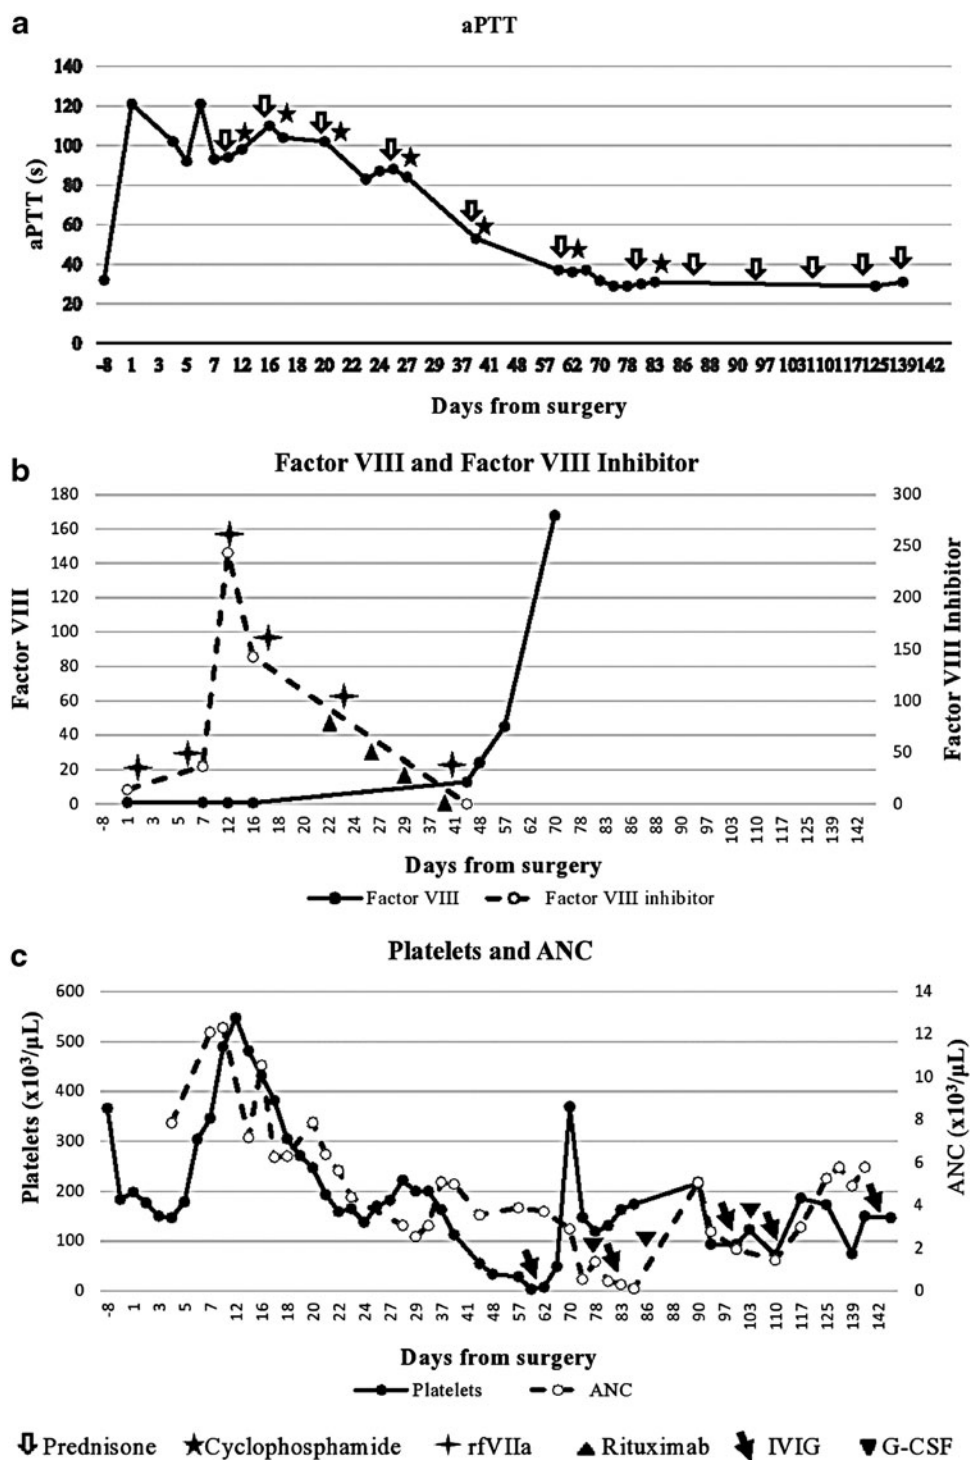 a
aPTT
140
120
100
80
60
40
20
0
aPTT (s)
-8 1 3 5 7 12 16 18 20 22 24 27 29 37 41 48 57 62 70 78 83 86 88 90 97 103 110 117 125 139 142
Days from surgery
b
Factor VIII and Factor VIII Inhibitor
180
160
140
120
100
80
60
40
20
0
Factor VIII
300
250
200
150
100
50
0
Factor VIII Inhibitor
-8 1 3 5 7 12 16 22 24 27 29 37 41 48 57 70 83 86 90 97 103 110 117 125 139 142
Days from surgery
Factor VIII Factor VIII inhibitor
c
Platelets and ANC
600
500
400
300
200
100
0
Platelets (x10³/µL)
14
12
10
8
6
4
2
0
ANC (x10³/µL)
-8 1 3 5 7 12 16 18 20 22 24 27 29 37 41 48 57 62 70 78 83 86 88 90 97 103 110 117 125 139 142
Days from surgery
Platelets ANC
Prednisone Cyclophosphamide rfVIIa Rituximab IVIG G-CSF